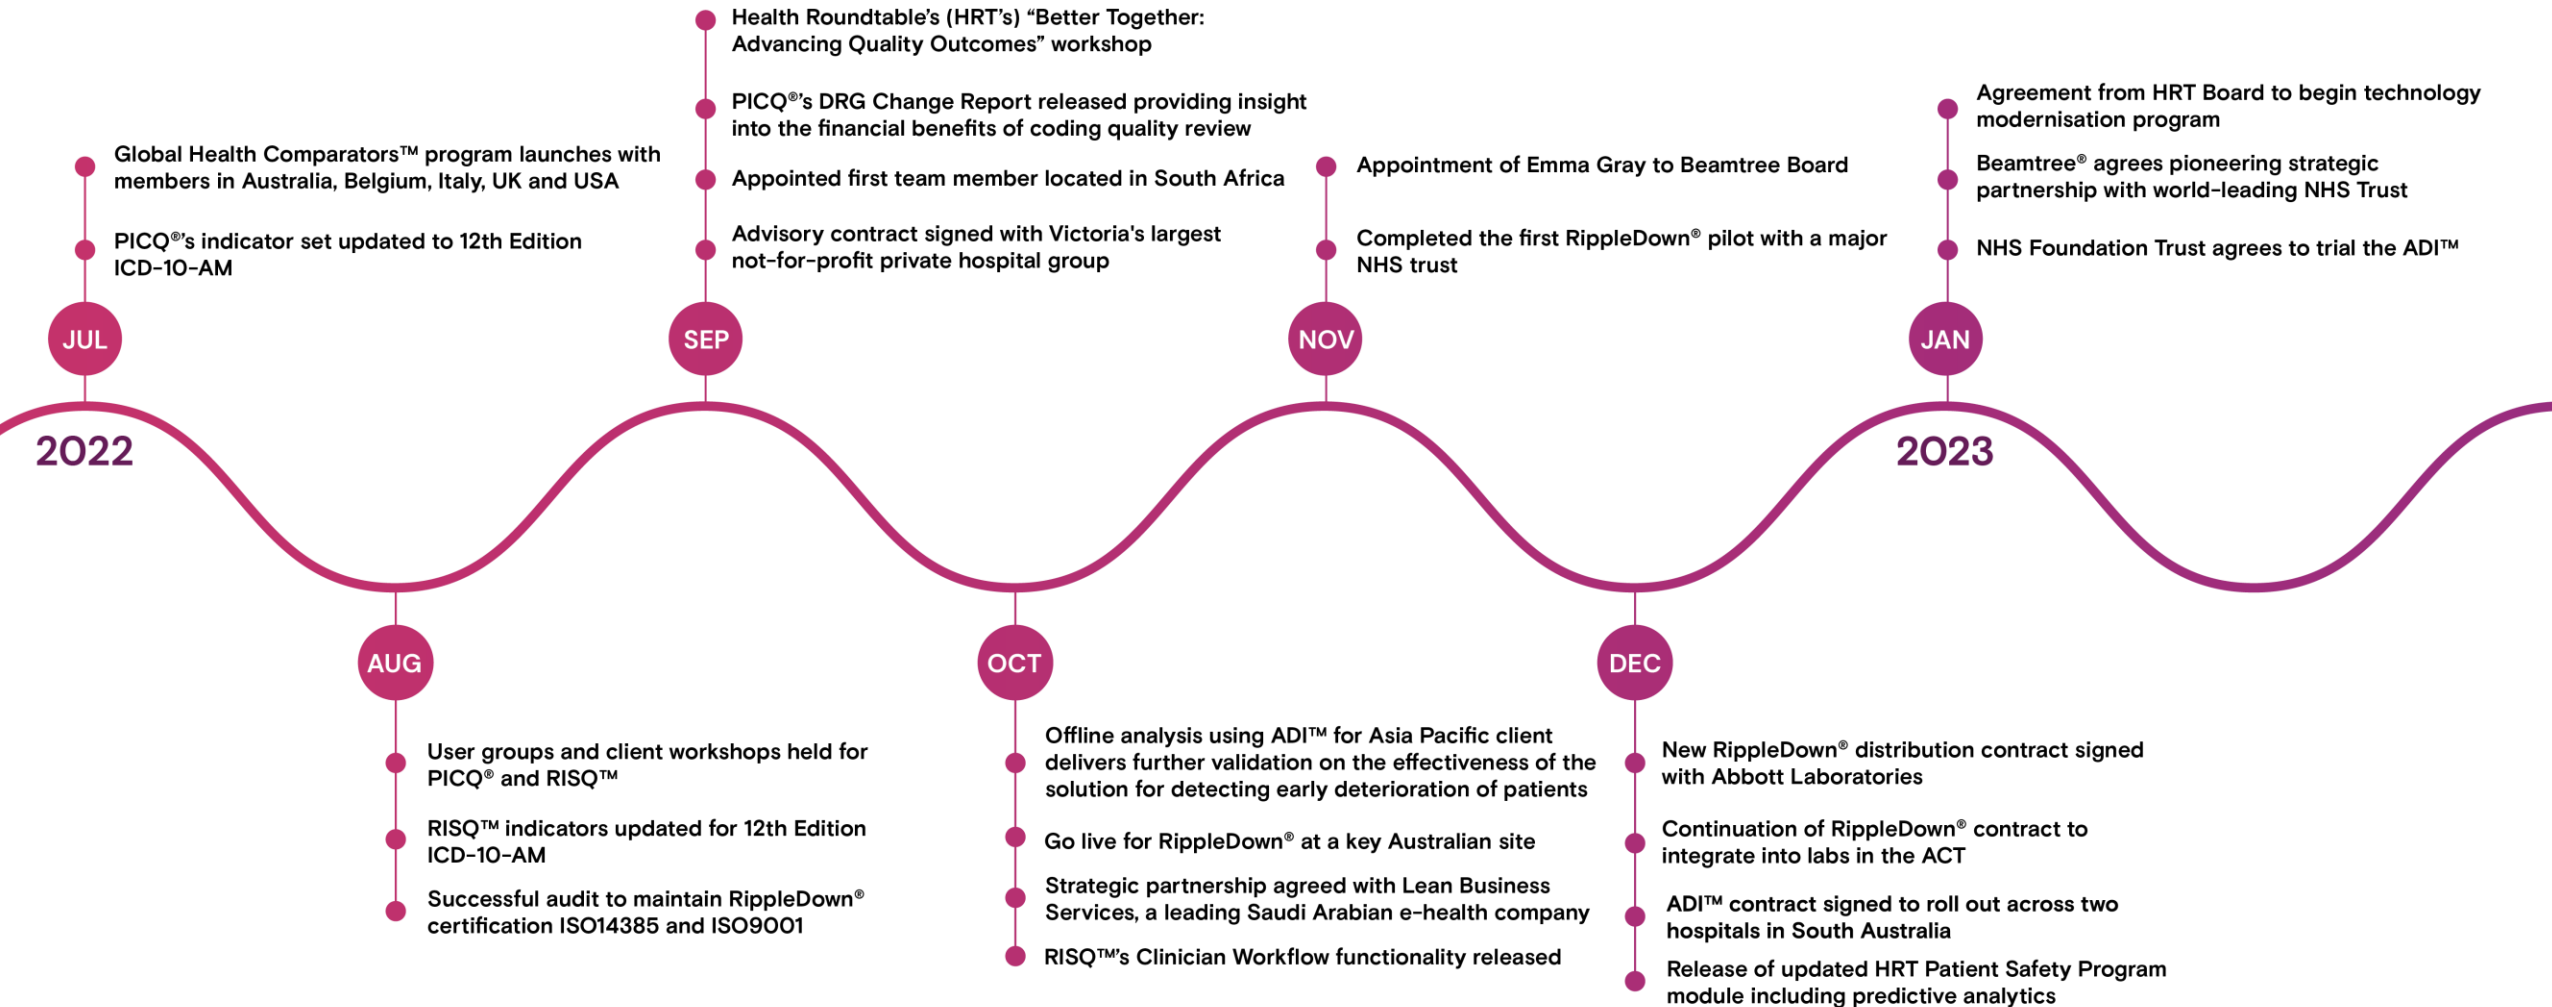 Global Health Comparators™ program launches with
members in Australia, Belgium, Italy, UK and USA
PICQ®'s indicator set updated to 12th Edition
ICD-10-AM
JUL
2022
User groups and client workshops held for
PICQ® and RISQ™
RISQ™ indicators updated for 12th Edition
ICD-10-AM
Successful audit to maintain RippleDown®
certification ISO14385 and ISO9001
AUG
Health Roundtable’s (HRT’s) “Better Together:
Advancing Quality Outcomes” workshop
PICQ®’s DRG Change Report released providing insight
into the financial benefits of coding quality review
Appointed first team member located in South Africa
Advisory contract signed with Victoria's largest
not-for-profit private hospital group
SEP
OCT
Offline analysis using ADI™ for Asia Pacific client
delivers further validation on the effectiveness of the
solution for detecting early deterioration of patients
Go live for RippleDown® at a key Australian site
Strategic partnership agreed with Lean Business
Services, a leading Saudi Arabian e-health company
RISQ™’s Clinician Workflow functionality released
Appointment of Emma Gray to Beamtree Board
Completed the first RippleDown® pilot with a major
NHS trust
NOV
DEC
New RippleDown® distribution contract signed
with Abbott Laboratories
Continuation of RippleDown® contract to
integrate into labs in the ACT
ADI™ contract signed to roll out across two
hospitals in South Australia
Release of updated HRT Patient Safety Program
module including predictive analytics
Agreement from HRT Board to begin technology
modernisation program
Beamtree® agrees pioneering strategic
partnership with world-leading NHS Trust
NHS Foundation Trust agrees to trial the ADI™
JAN
2023